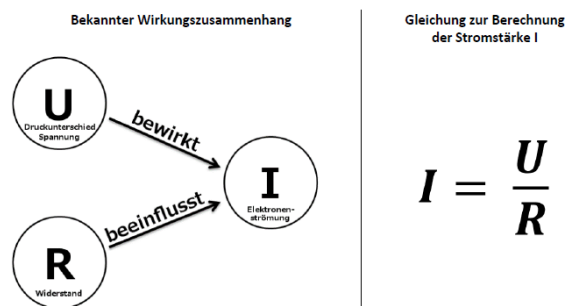 Bekannter Wirkungszusammenhang
U
Druckunterschied
Spannung
bewirkt
I
Elektronen-
strömung
beeinflusst
R
Widerstand
Gleichung zur Berechnung
der Stromstärke I
I = U/R